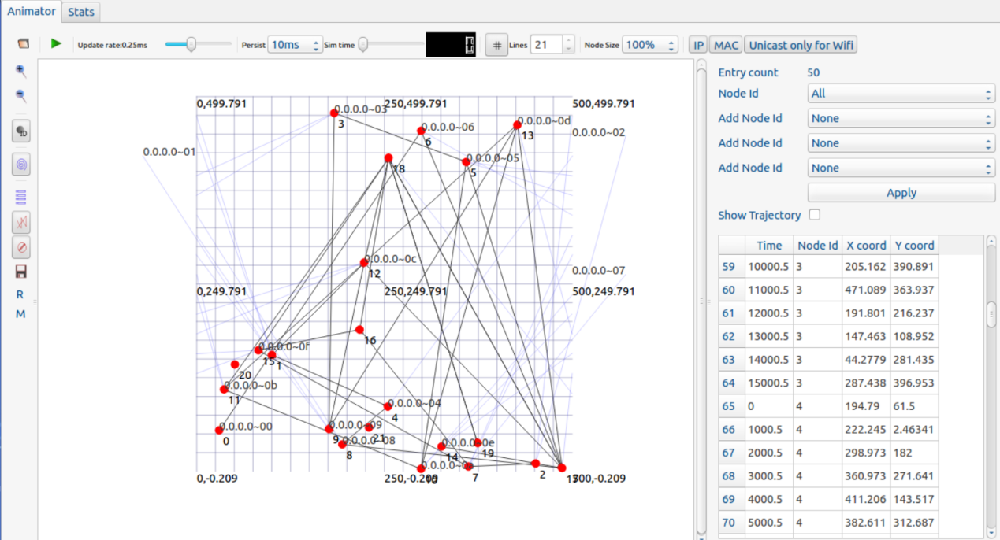 Animator Stats
Update rate:0.25ms Persist 10ms Sim time 0 # Lines 21 Node Size 100% IP MAC Unicast only for Wifi
ID
R
M
0,499.791 250,499.791 500,499.791
0.0.0.0~03
3
0.0.0.0~06
6
0.0.0.0~0d
13
0.0.0.0~02
0.0.0.0~01
18
0.0.0.0~05
5
0.0.0.0~0c
12
0.0.0.0~07
0,249.791 250,249.791 500,249.791
16
0.0.0.0~0f
15 1
20
0.0.0.0~0b
11
0.0.0.0~04
4
0.0.0.0~00
0
0.0.0.0~09
9
21
0.0.0.0~08
8
0.0.0.0~0e
14
19
7
2
0,-0.209 250,-0.209 500,-0.209
Entry count 50
Node Id All
Add Node Id None
Add Node Id None
Add Node Id None
Apply
Show Trajectory
Time Node Id X coord Y coord
59 10000.5 3 205.162 390.891
60 11000.5 3 471.089 363.937
61 12000.5 3 191.801 216.237
62 13000.5 3 147.463 108.952
63 14000.5 3 44.2779 281.435
64 15000.5 3 287.438 396.953
65 0 4 194.79 61.5
66 1000.5 4 222.245 2.46341
67 2000.5 4 298.973 182
68 3000.5 4 360.973 271.641
69 4000.5 4 411.206 143.517
70 5000.5 4 382.611 312.687